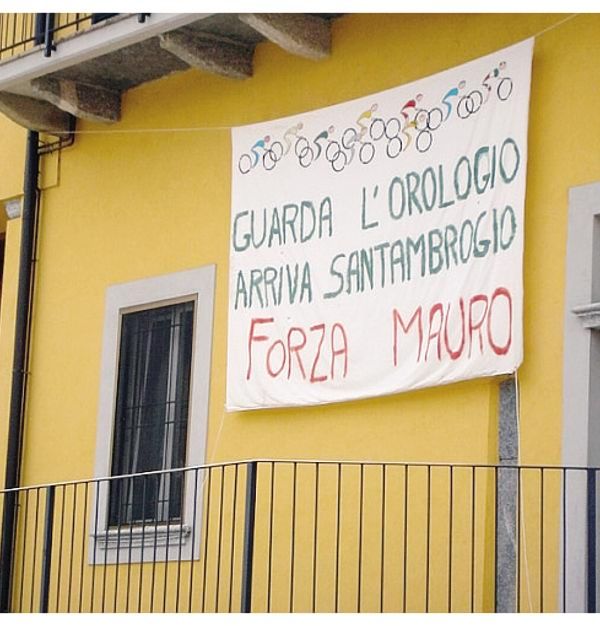 GUARDA L'OROLOGIO
ARRIVA SANTAMBROGIO
FORZA MAURO